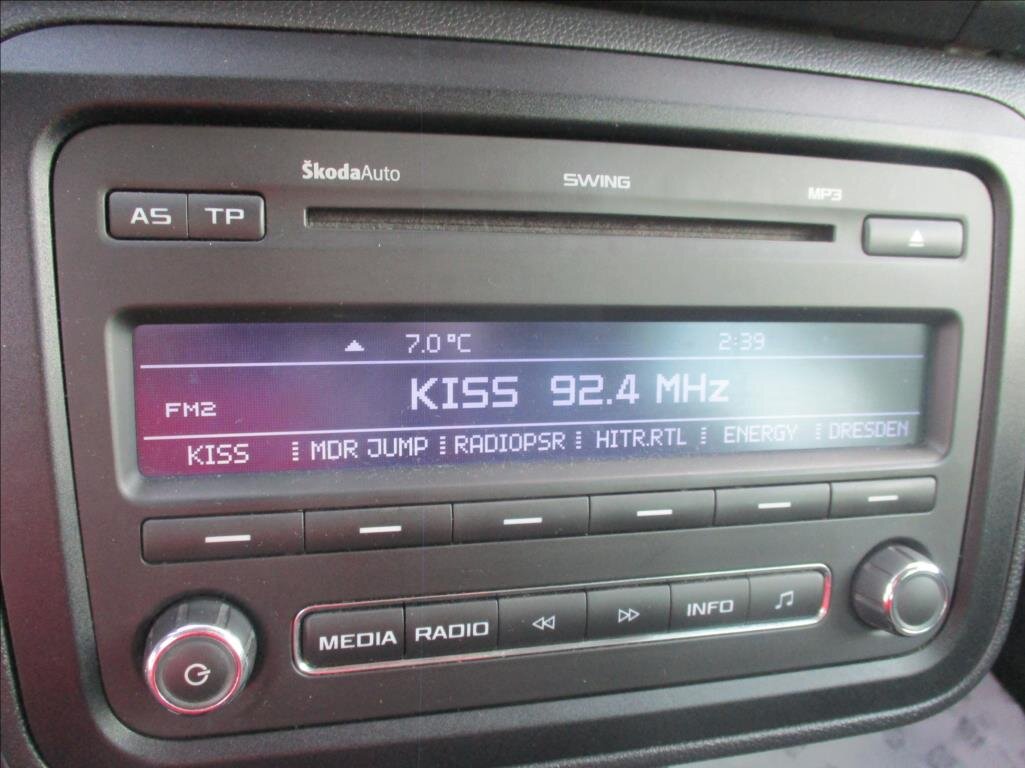 ŠkodaAuto SWING MP3
AS TP
7.0 °C 2:39
KISS 92.4 MHz
FM2
KISS MDR JUMP RADIOPSR HITR.RTL ENERGY DRESDEN
MEDIA RADIO INFO